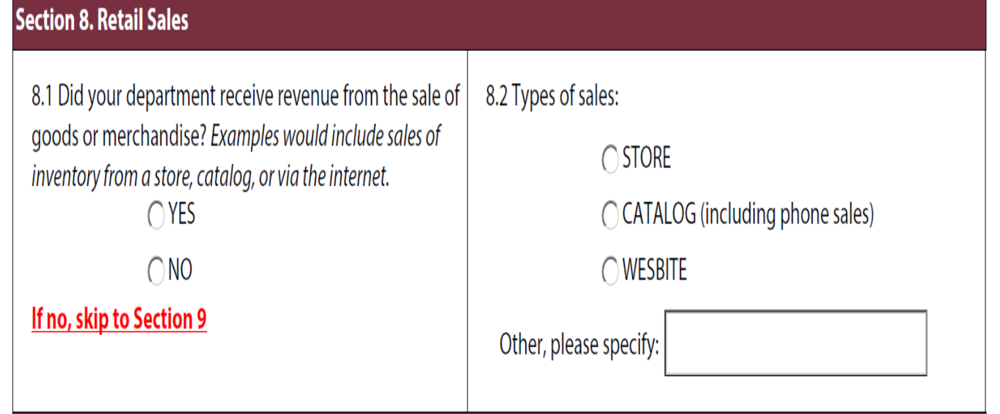 Section 8. Retail Sales
8.1 Did your department receive revenue from the sale of
goods or merchandise? Examples would include sales of
inventory from a store, catalog, or via the internet.
YES
NO
If no, skip to Section 9
8.2 Types of sales:
STORE
CATALOG (including phone sales)
WESBITE
Other, please specify: